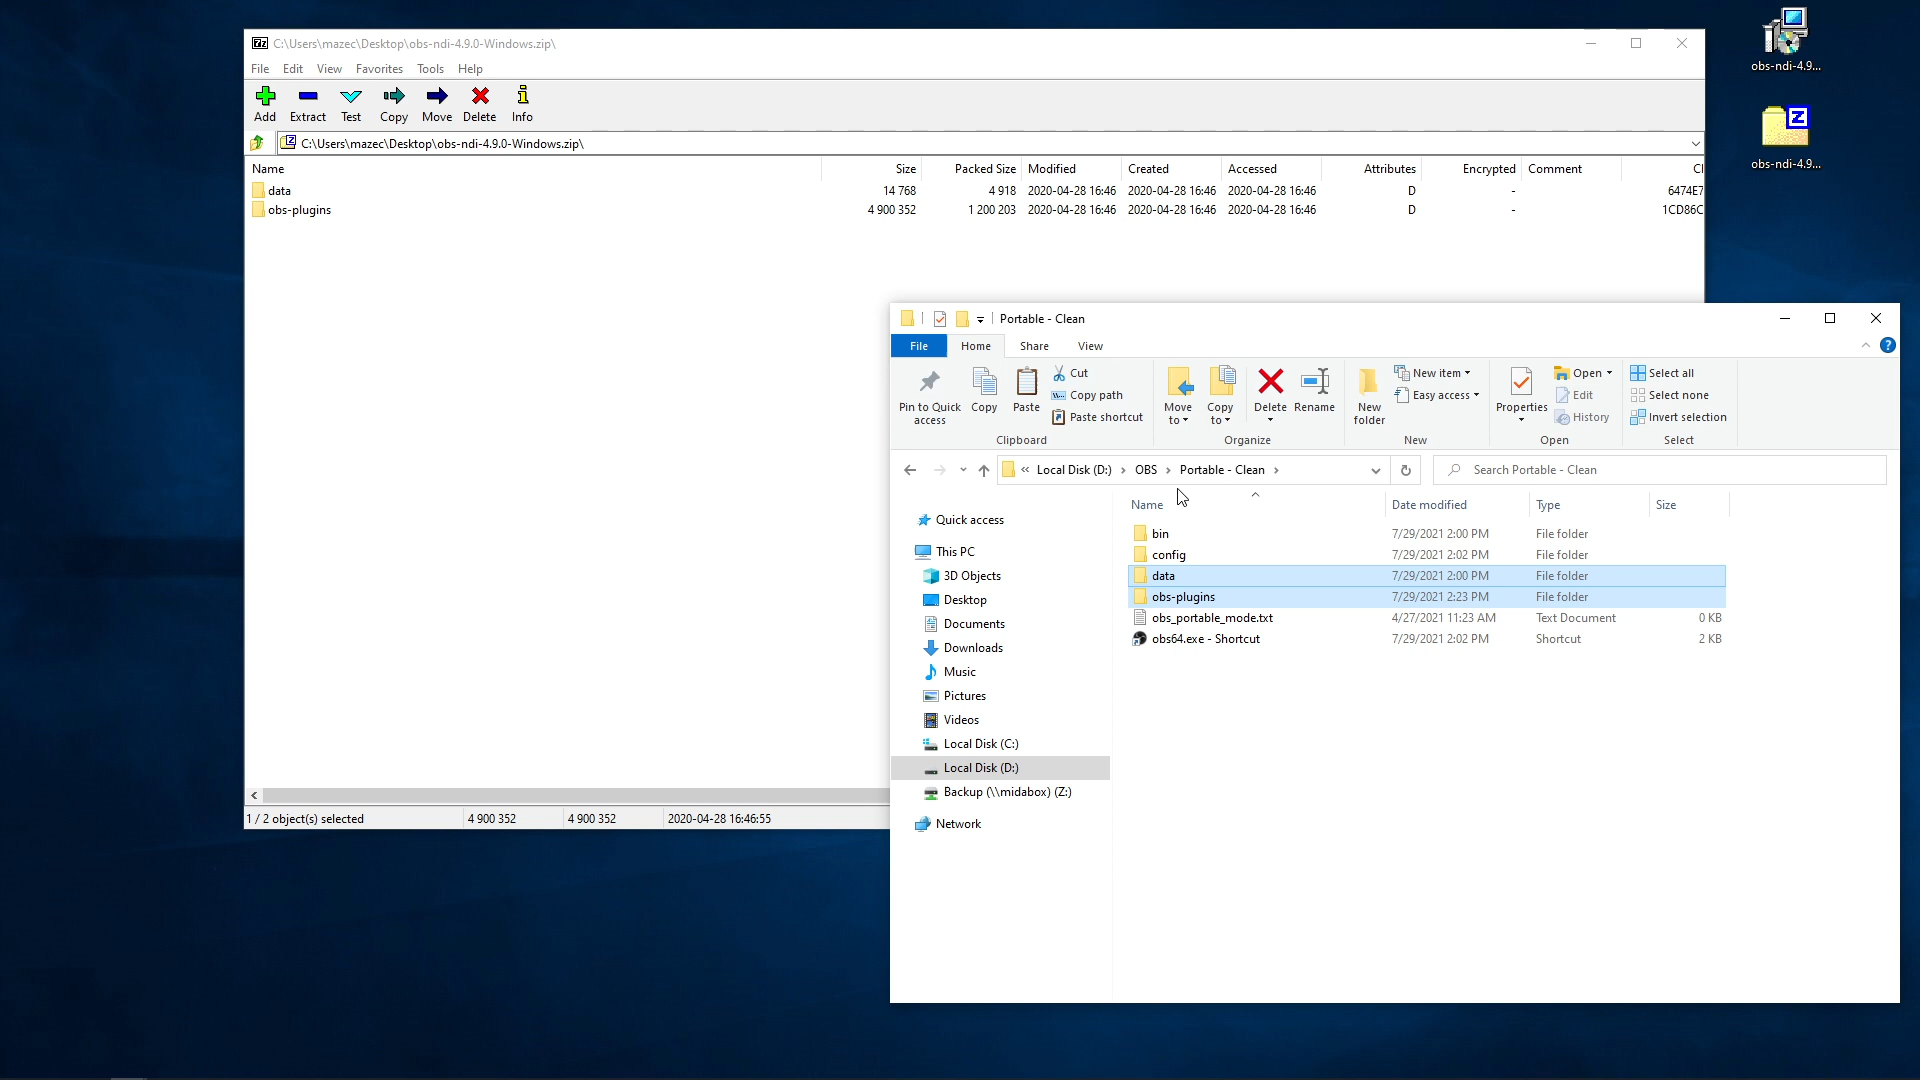 C:\Users\mazec\Desktop\obs-ndi-4.9.0-Windows.zip\
File Edit View Favorites Tools Help
Add Extract Test Copy Move Delete Info
C:\Users\mazec\Desktop\obs-ndi-4.9.0-Windows.zip\
Name Size Packed Size Modified Created Accessed Attributes Encrypted Comment
data 14 768 4 918 2020-04-28 16:46 2020-04-28 16:46 2020-04-28 16:46 D - 6474E7
obs-plugins 4 900 352 1 200 203 2020-04-28 16:46 2020-04-28 16:46 2020-04-28 16:46 D - 1CD86C
1 / 2 object(s) selected 4 900 352 4 900 352 2020-04-28 16:46:55
obs-ndi-4.9...
obs-ndi-4.9...
Portable - Clean
File Home Share View
Pin to Quick access
Copy
Paste
Cut
Copy path
Paste shortcut
Move to
Copy to
Delete
Rename
New folder
New item
Easy access
Properties
Open
Edit
History
Select all
Select none
Invert selection
Clipboard Organize New Open Select
« Local Disk (D:) › OBS › Portable - Clean ›
Search Portable - Clean
Quick access
This PC
3D Objects
Desktop
Documents
Downloads
Music
Pictures
Videos
Local Disk (C:)
Local Disk (D:)
Backup (\\midabox) (Z:)
Network
Name Date modified Type Size
bin 7/29/2021 2:00 PM File folder
config 7/29/2021 2:02 PM File folder
data 7/29/2021 2:00 PM File folder
obs-plugins 7/29/2021 2:23 PM File folder
obs_portable_mode.txt 4/27/2021 11:23 AM Text Document 0 KB
obs64.exe - Shortcut 7/29/2021 2:02 PM Shortcut 2 KB